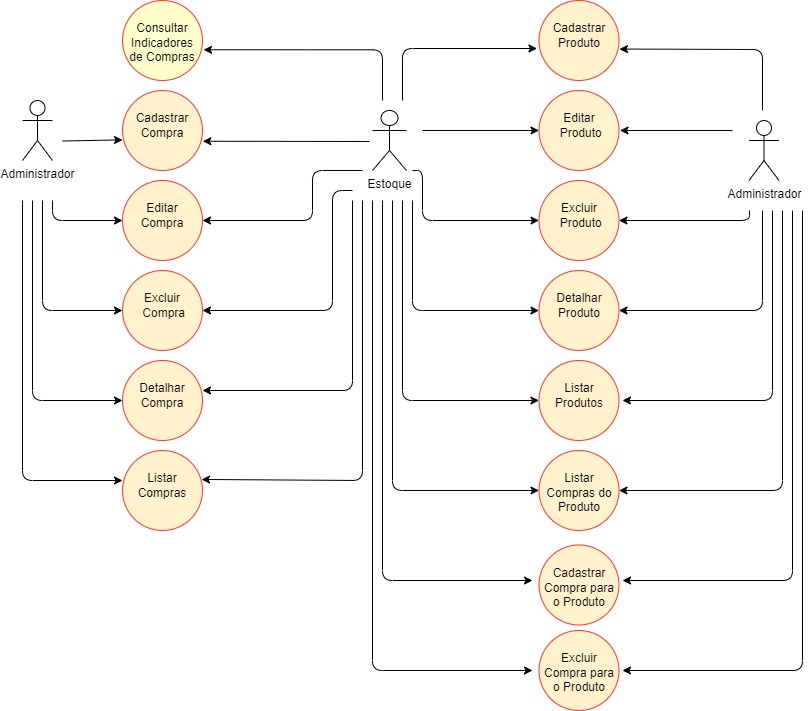 Consultar
Indicadores
de Compras
Cadastrar
Compra
Editar
Compra
Excluir
Compra
Detalhar
Compra
Listar
Compras
Administrador
Estoque
Administrador
Cadastrar
Produto
Editar
Produto
Excluir
Produto
Detalhar
Produto
Listar
Produtos
Listar
Compras do
Produto
Cadastrar
Compra para
o Produto
Excluir
Compra para
o Produto